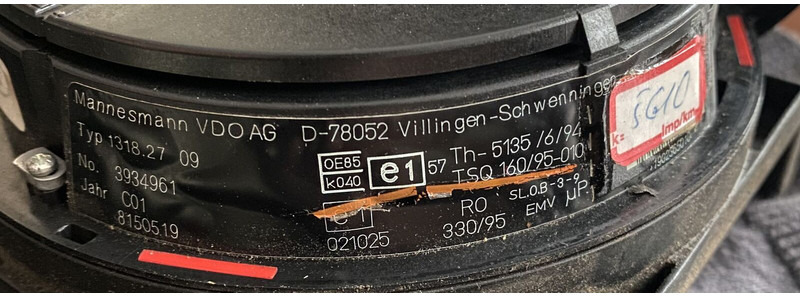 Mannesmann VDO AG D-78052 Villingen-Schwenningen
Typ 1318.27 09
No. 3934961
Jahr C01
8150519
OE85
k040
e1 57
Th-5135/6/94
TSQ 160/95-010
e1
021025
RO
330/95
SL.O.B-3-9
EMV µP
5610
k= Imp/km